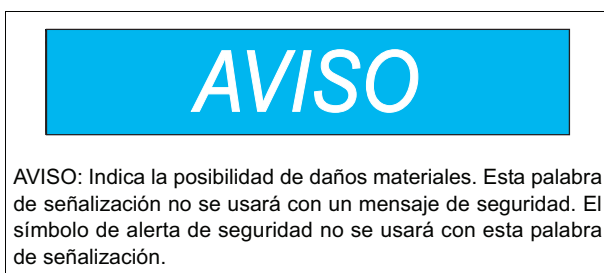 AVISO
AVISO: Indica la posibilidad de daños materiales. Esta palabra
de señalización no se usará con un mensaje de seguridad. El
símbolo de alerta de seguridad no se usará con esta palabra
de señalización.